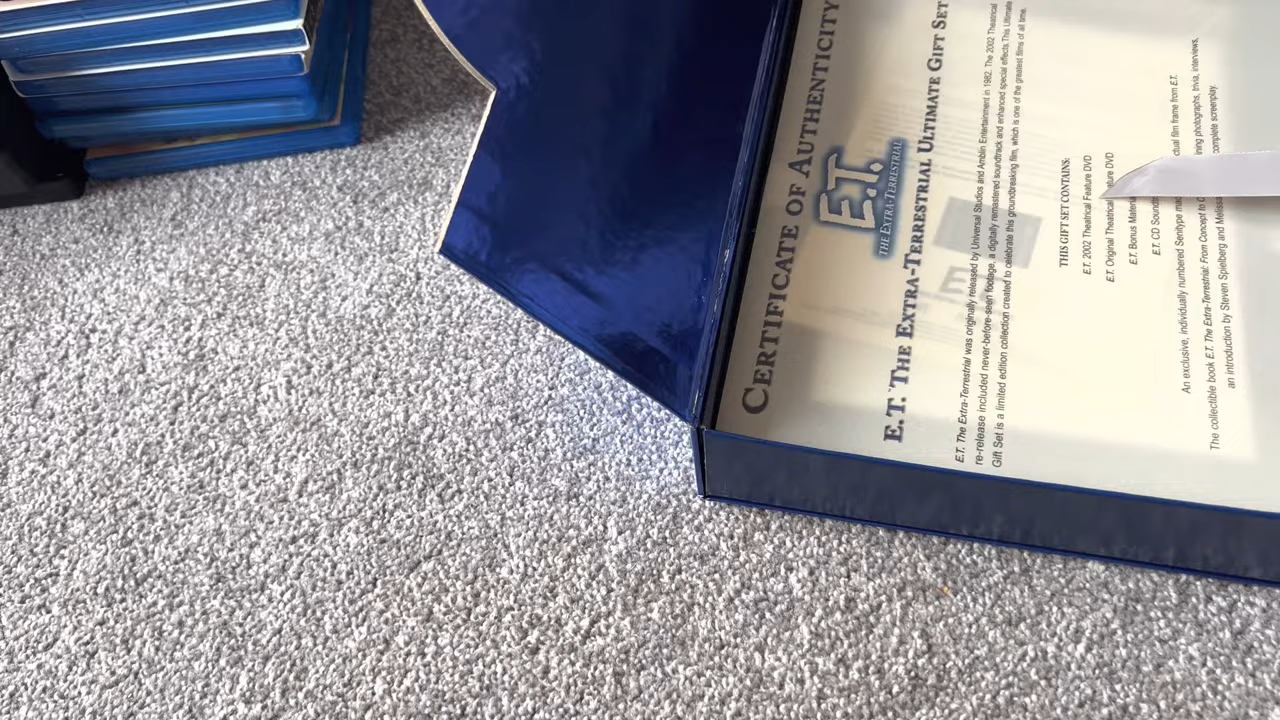 CERTIFICATE OF AUTHENTICITY
E.T.
THE EXTRA-TERRESTRIAL
E.T. THE EXTRA-TERRESTRIAL ULTIMATE GIFT SET
E.T. The Extra-Terrestrial was originally released by Universal Studios and Amblin Entertainment in 1982. The 2002 Theatrical
re-release included never-before-seen footage, a digitally remastered soundtrack and enhanced special effects. This Ultimate
Gift Set is a limited edition collection created to celebrate this groundbreaking film, which is one of the greatest films of all time.
THIS GIFT SET CONTAINS:
E.T. 2002 Theatrical Feature DVD
E.T. Original Theatrical Feature DVD
E.T. Bonus
E.T. CD
An exclusive, individually numbered Senitype film frame from E.T.
The collectible book E.T. The Extra-Terrestrial: From Concept to photographs, trivia, interviews,
an introduction by Steven Spielberg and Melissa complete screenplay.